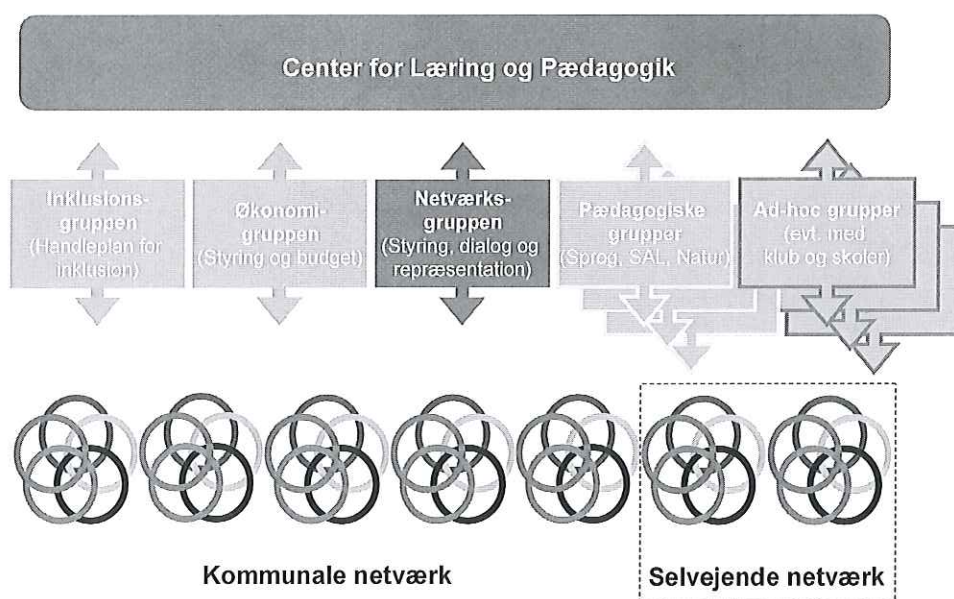 Center for Læring og Pædagogik
Inklusions-
gruppen
(Handleplan for
inklusion)
Økonomi-
gruppen
(Styring og budget)
Netværks-
gruppen
(Styring, dialog og
repræsentation)
Pædagogiske
grupper
(Sprog, SAL, Natur)
Ad-hoc grupper
(evt. med
klub og skoler)
Kommunale netværk
Selvejende netværk